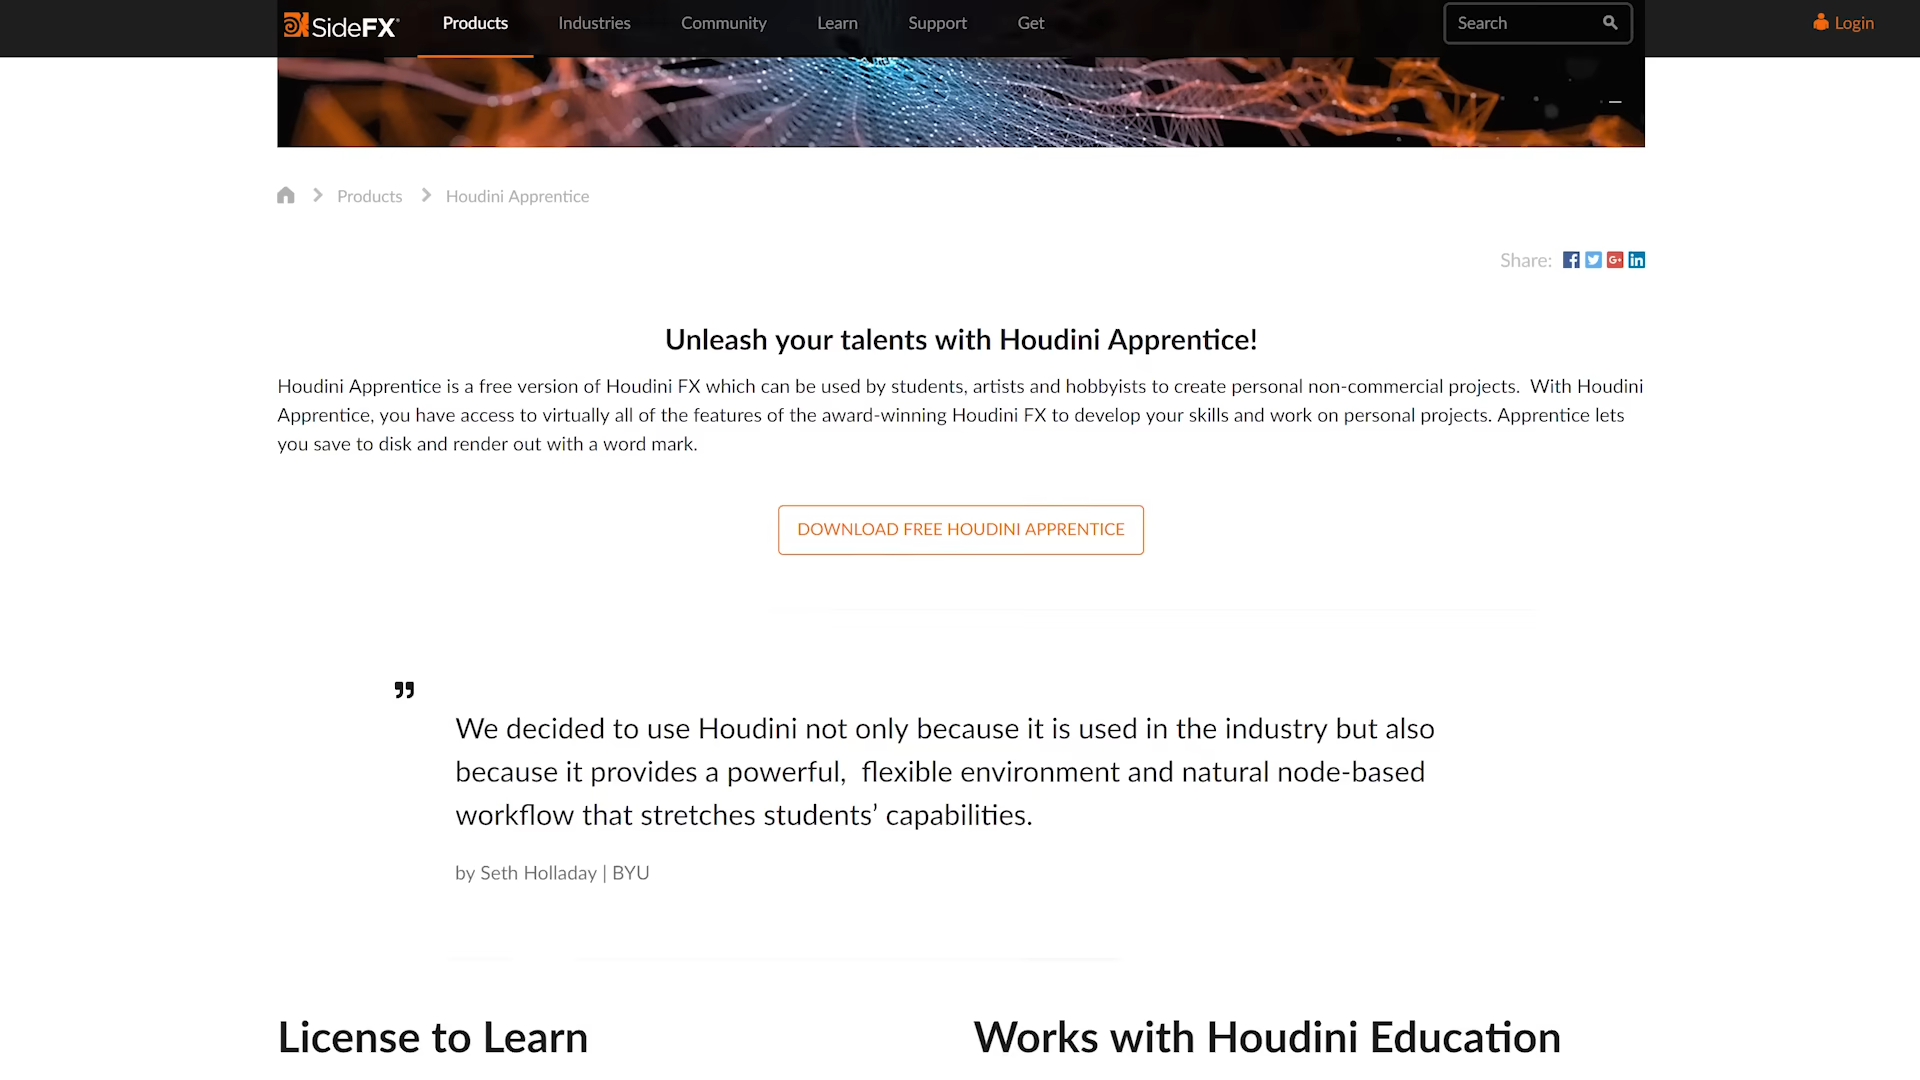 SideFX Products Industries Community Learn Support Get Search Login
Products Houdini Apprentice
Share:
Unleash your talents with Houdini Apprentice!
Houdini Apprentice is a free version of Houdini FX which can be used by students, artists and hobbyists to create personal non-commercial projects.  With Houdini
Apprentice, you have access to virtually all of the features of the award-winning Houdini FX to develop your skills and work on personal projects. Apprentice lets
you save to disk and render out with a word mark.
DOWNLOAD FREE HOUDINI APPRENTICE
We decided to use Houdini not only because it is used in the industry but also
because it provides a powerful,  flexible environment and natural node-based
workflow that stretches students’ capabilities.
by Seth Holladay | BYU
License to Learn
Works with Houdini Education